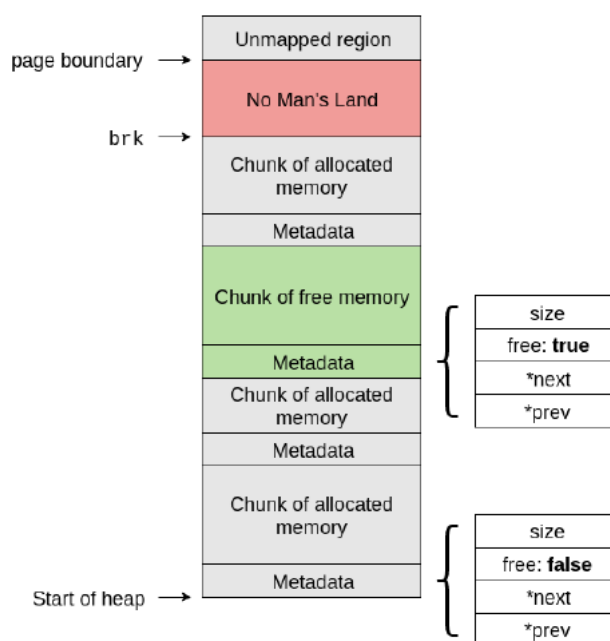 Unmapped region
page boundary
No Man's Land
brk
Chunk of allocated
memory
Metadata
Chunk of free memory
size
free: true
Metadata
*next
Chunk of allocated
memory
*prev
Metadata
Chunk of allocated
memory
size
free: false
Metadata
*next
Start of heap
*prev